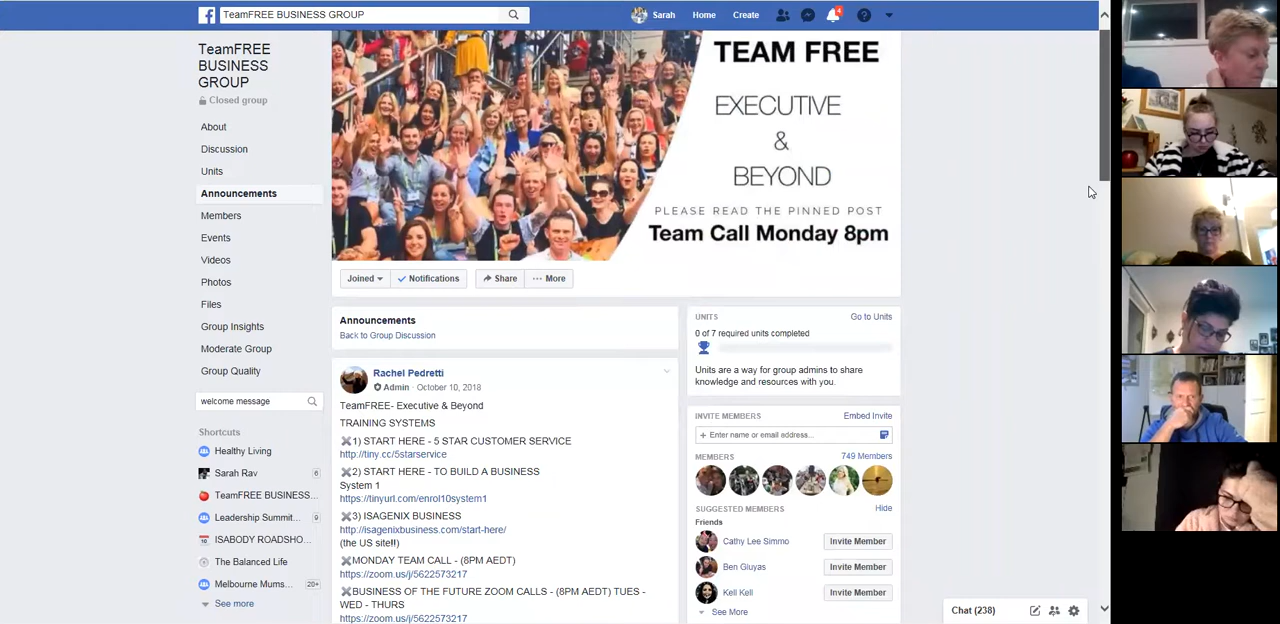 TeamFREE BUSINESS GROUP
Sarah
Home
Create
4
TeamFREE
BUSINESS
GROUP
Closed group
About
Discussion
Units
Announcements
Members
Events
Videos
Photos
Files
Group Insights
Moderate Group
Group Quality
welcome message
Shortcuts
Healthy Living
Sarah Rav 6
TeamFREE BUSINESS...
Leadership Summit... 9
ISABODY ROADSHO...
The Balanced Life
Melbourne Mums... 20+
See more
TEAM FREE
EXECUTIVE
&
BEYOND
PLEASE READ THE PINNED POST
Team Call Monday 8pm
Joined
Notifications
Share
More
Announcements
Back to Group Discussion
Rachel Pedretti
Admin · October 10, 2018
TeamFREE- Executive & Beyond
TRAINING SYSTEMS
1) START HERE - 5 STAR CUSTOMER SERVICE
http://tiny.cc/5starservice
2) START HERE - TO BUILD A BUSINESS
System 1
https://tinyurl.com/enrol10system1
3) ISAGENIX BUSINESS
http://isagenixbusiness.com/start-here/
(the US site!!)
MONDAY TEAM CALL - (8PM AEDT)
https://zoom.us/j/5622573217
BUSINESS OF THE FUTURE ZOOM CALLS - (8PM AEDT) TUES -
WED - THURS
https://zoom.us/j/5622573217
UNITS
Go to Units
0 of 7 required units completed
Units are a way for group admins to share
knowledge and resources with you.
INVITE MEMBERS
Embed Invite
+ Enter name or email address...
MEMBERS
749 Members
SUGGESTED MEMBERS
Hide
Friends
Cathy Lee Simmo
Invite Member
Ben Gluyas
Invite Member
Kell Kell
Invite Member
See More
Chat (238)